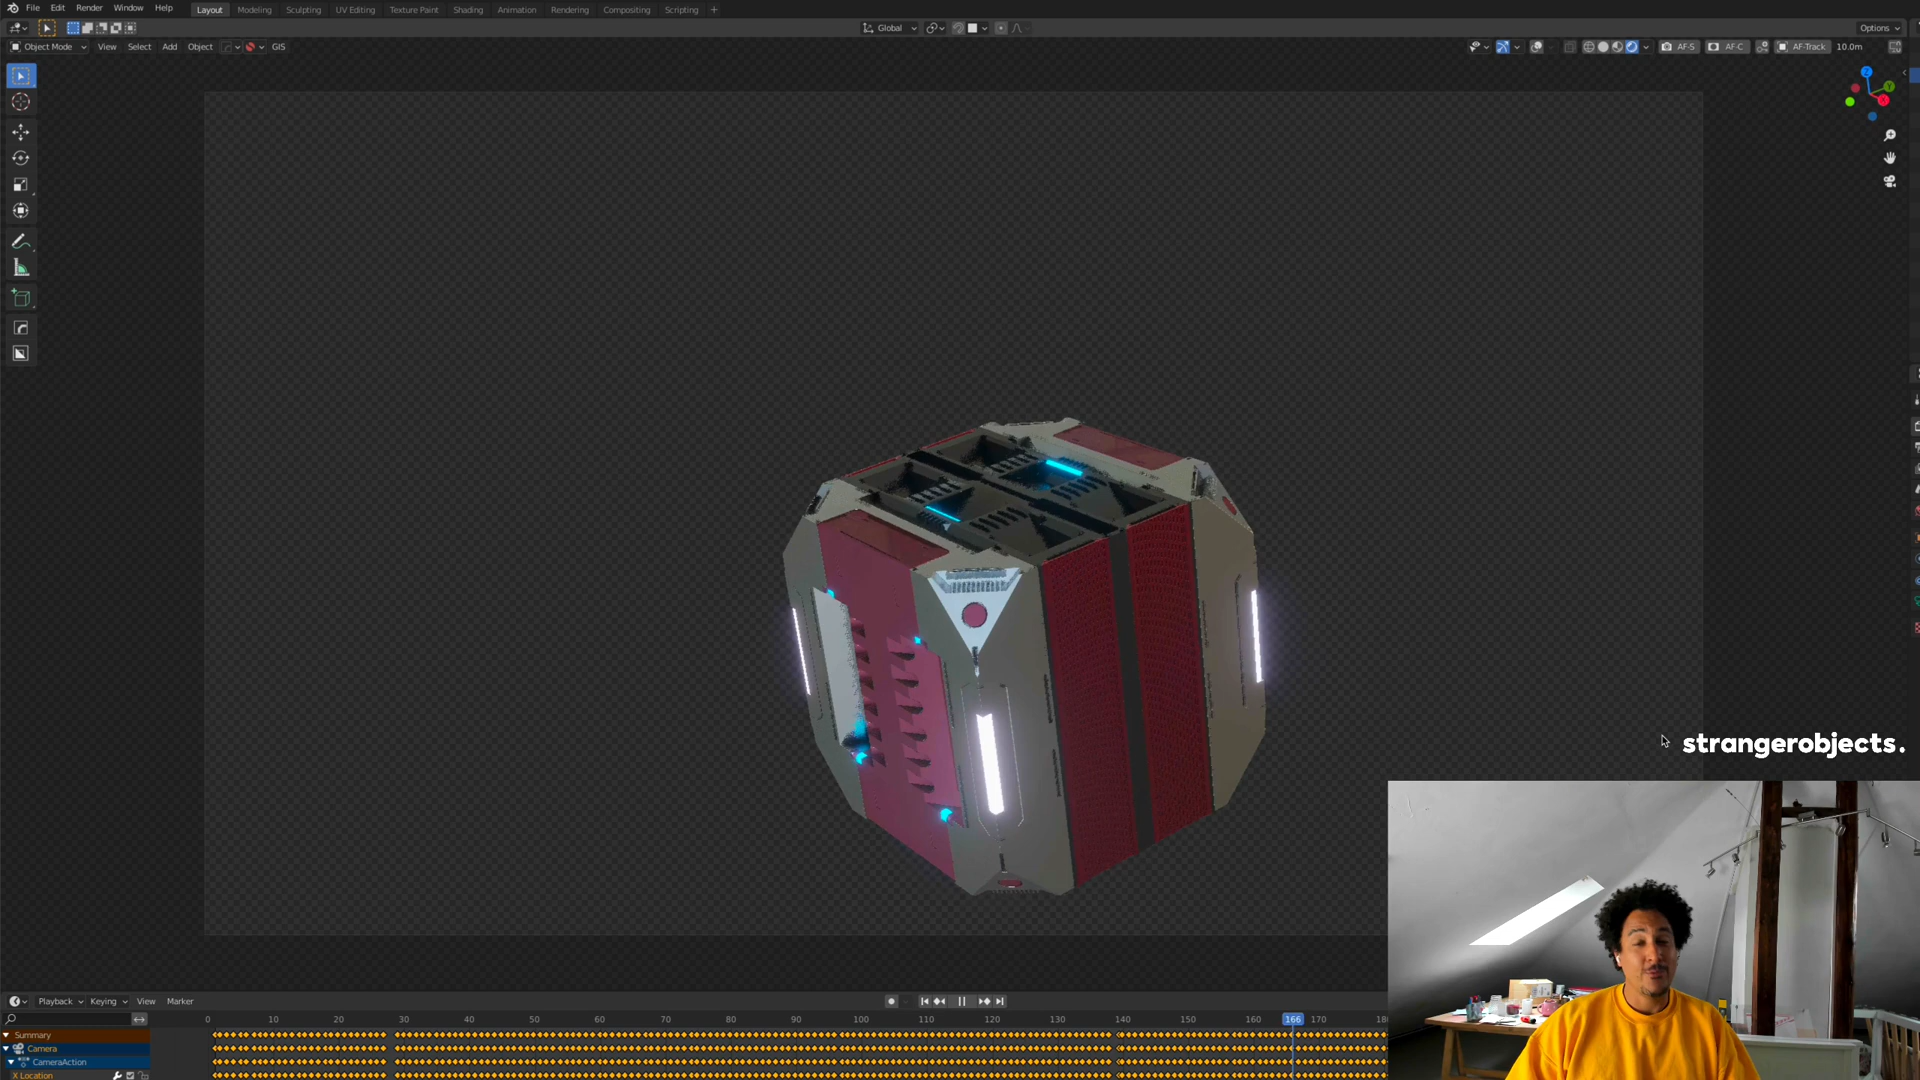 File Edit Render Window Help Layout Modeling Sculpting UV Editing Texture Paint Shading Animation Rendering Compositing Scripting +
Global Options
Object Mode View Select Add Object GIS AF-S AF-C AF-Track 10.0m
Z Y X
strangerobjects.
Playback Keying View Marker
0 10 20 30 40 50 60 70 80 90 100 110 120 130 140 150 160 166 170
Summary
Camera
CameraAction
X Location